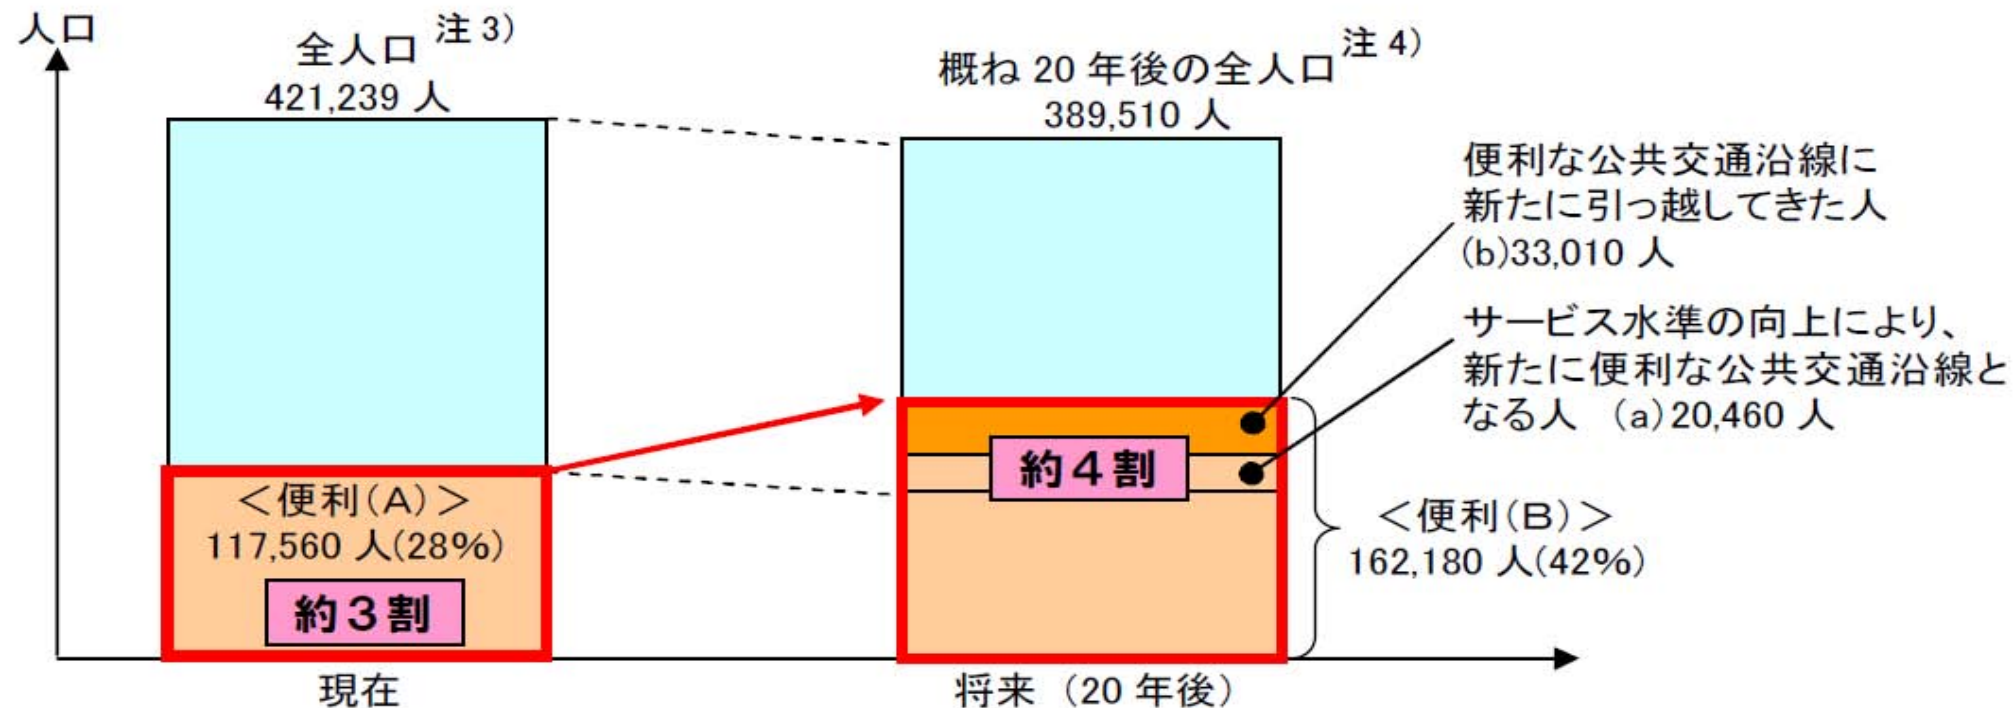 人口
全人口 注 3)
421,239 人
概ね 20 年後の全人口 注 4)
389,510 人
便利な公共交通沿線に
新たに引っ越してきた人
(b)33,010 人
サービス水準の向上により、
新たに便利な公共交通沿線と
なる人 (a)20,460 人
約4割
＜便利(A)＞
117,560 人(28%)
約3割
＜便利(B)＞
162,180 人(42%)
現在
将来 (20 年後)